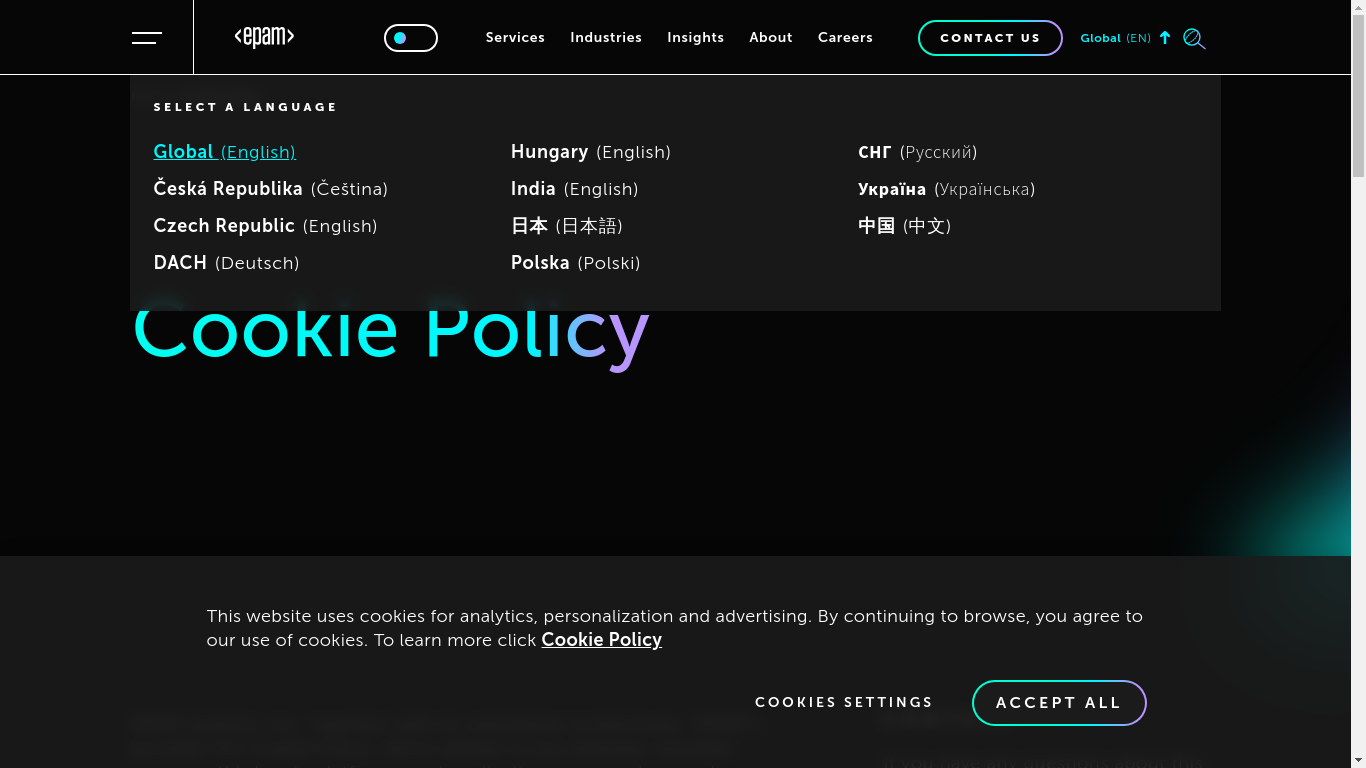 <epam>
Services Industries Insights About Careers CONTACT US Global (EN)
SELECT A LANGUAGE
Global (English)
Česká Republika (Čeština)
Czech Republic (English)
DACH (Deutsch)
Hungary (English)
India (English)
日本 (日本語)
Polska (Polski)
СНГ (Русский)
Україна (Українська)
中国 (中文)
Cookie Policy
This website uses cookies for analytics, personalization and advertising. By continuing to browse, you agree to
our use of cookies. To learn more click Cookie Policy
COOKIES SETTINGS ACCEPT ALL